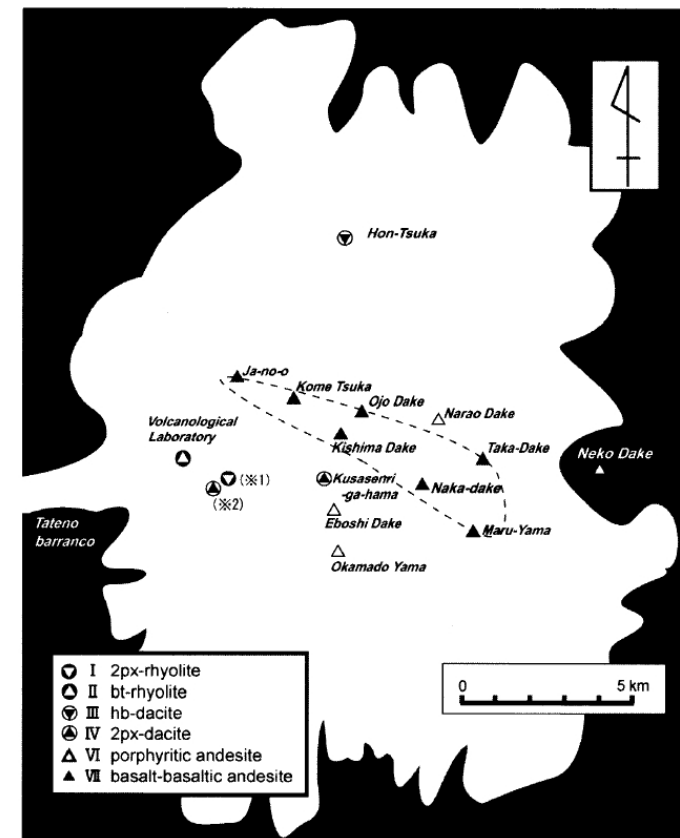 Hon-Tsuka
Ja-no-o
Kome Tsuka
Ojo Dake
Narao Dake
Volcanological
Laboratory
Kishima Dake
Taka-Dake
Neko Dake
(※1)
Kusasenri
-ga-hama
Naka-dake
(※2)
Eboshi Dake
Tateno
barranco
Maru-Yama
Okamado Yama
I 2px-rhyolite
II bt-rhyolite
III hb-dacite
IV 2px-dacite
VI porphyritic andesite
VII basalt-basaltic andesite
0 5 km